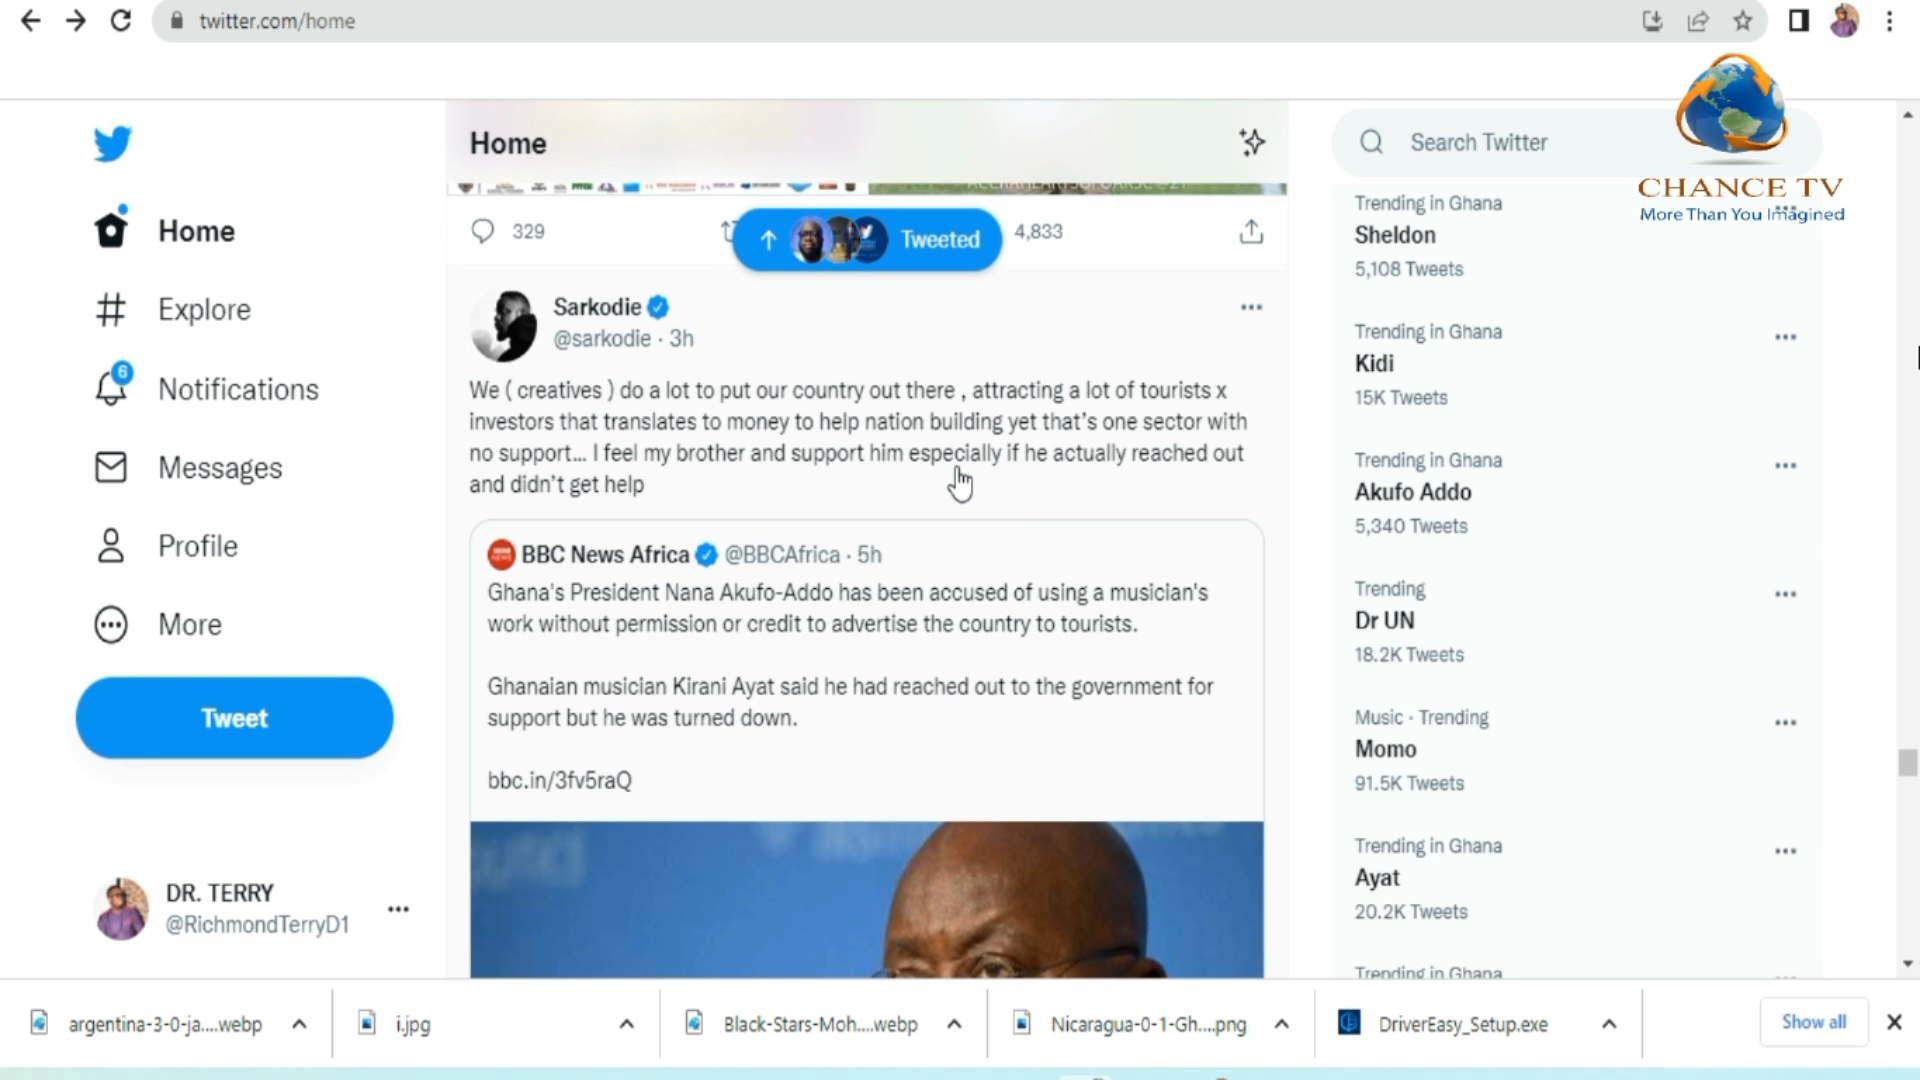 twitter.com/home
CHANCE TV
More Than You Imagined
Home
Explore
6
Notifications
Messages
Profile
More
Tweet
DR. TERRY
@RichmondTerryD1
Home
329
Tweeted
4,833
Sarkodie
@sarkodie · 3h
We ( creatives ) do a lot to put our country out there , attracting a lot of tourists x
investors that translates to money to help nation building yet that's one sector with
no support... I feel my brother and support him especially if he actually reached out
and didn't get help
BBC News Africa @BBCAfrica · 5h
Ghana's President Nana Akufo-Addo has been accused of using a musician's
work without permission or credit to advertise the country to tourists.
Ghanaian musician Kirani Ayat said he had reached out to the government for
support but he was turned down.
bbc.in/3fv5raQ
Search Twitter
Trending in Ghana
Sheldon
5,108 Tweets
Trending in Ghana
Kidi
15K Tweets
Trending in Ghana
Akufo Addo
5,340 Tweets
Trending
Dr UN
18.2K Tweets
Music · Trending
Momo
91.5K Tweets
Trending in Ghana
Ayat
20.2K Tweets
Trending in Ghana
argentina-3-0-ja....webp
i.jpg
Black-Stars-Moh....webp
Nicaragua-0-1-Gh....png
DriverEasy_Setup.exe
Show all